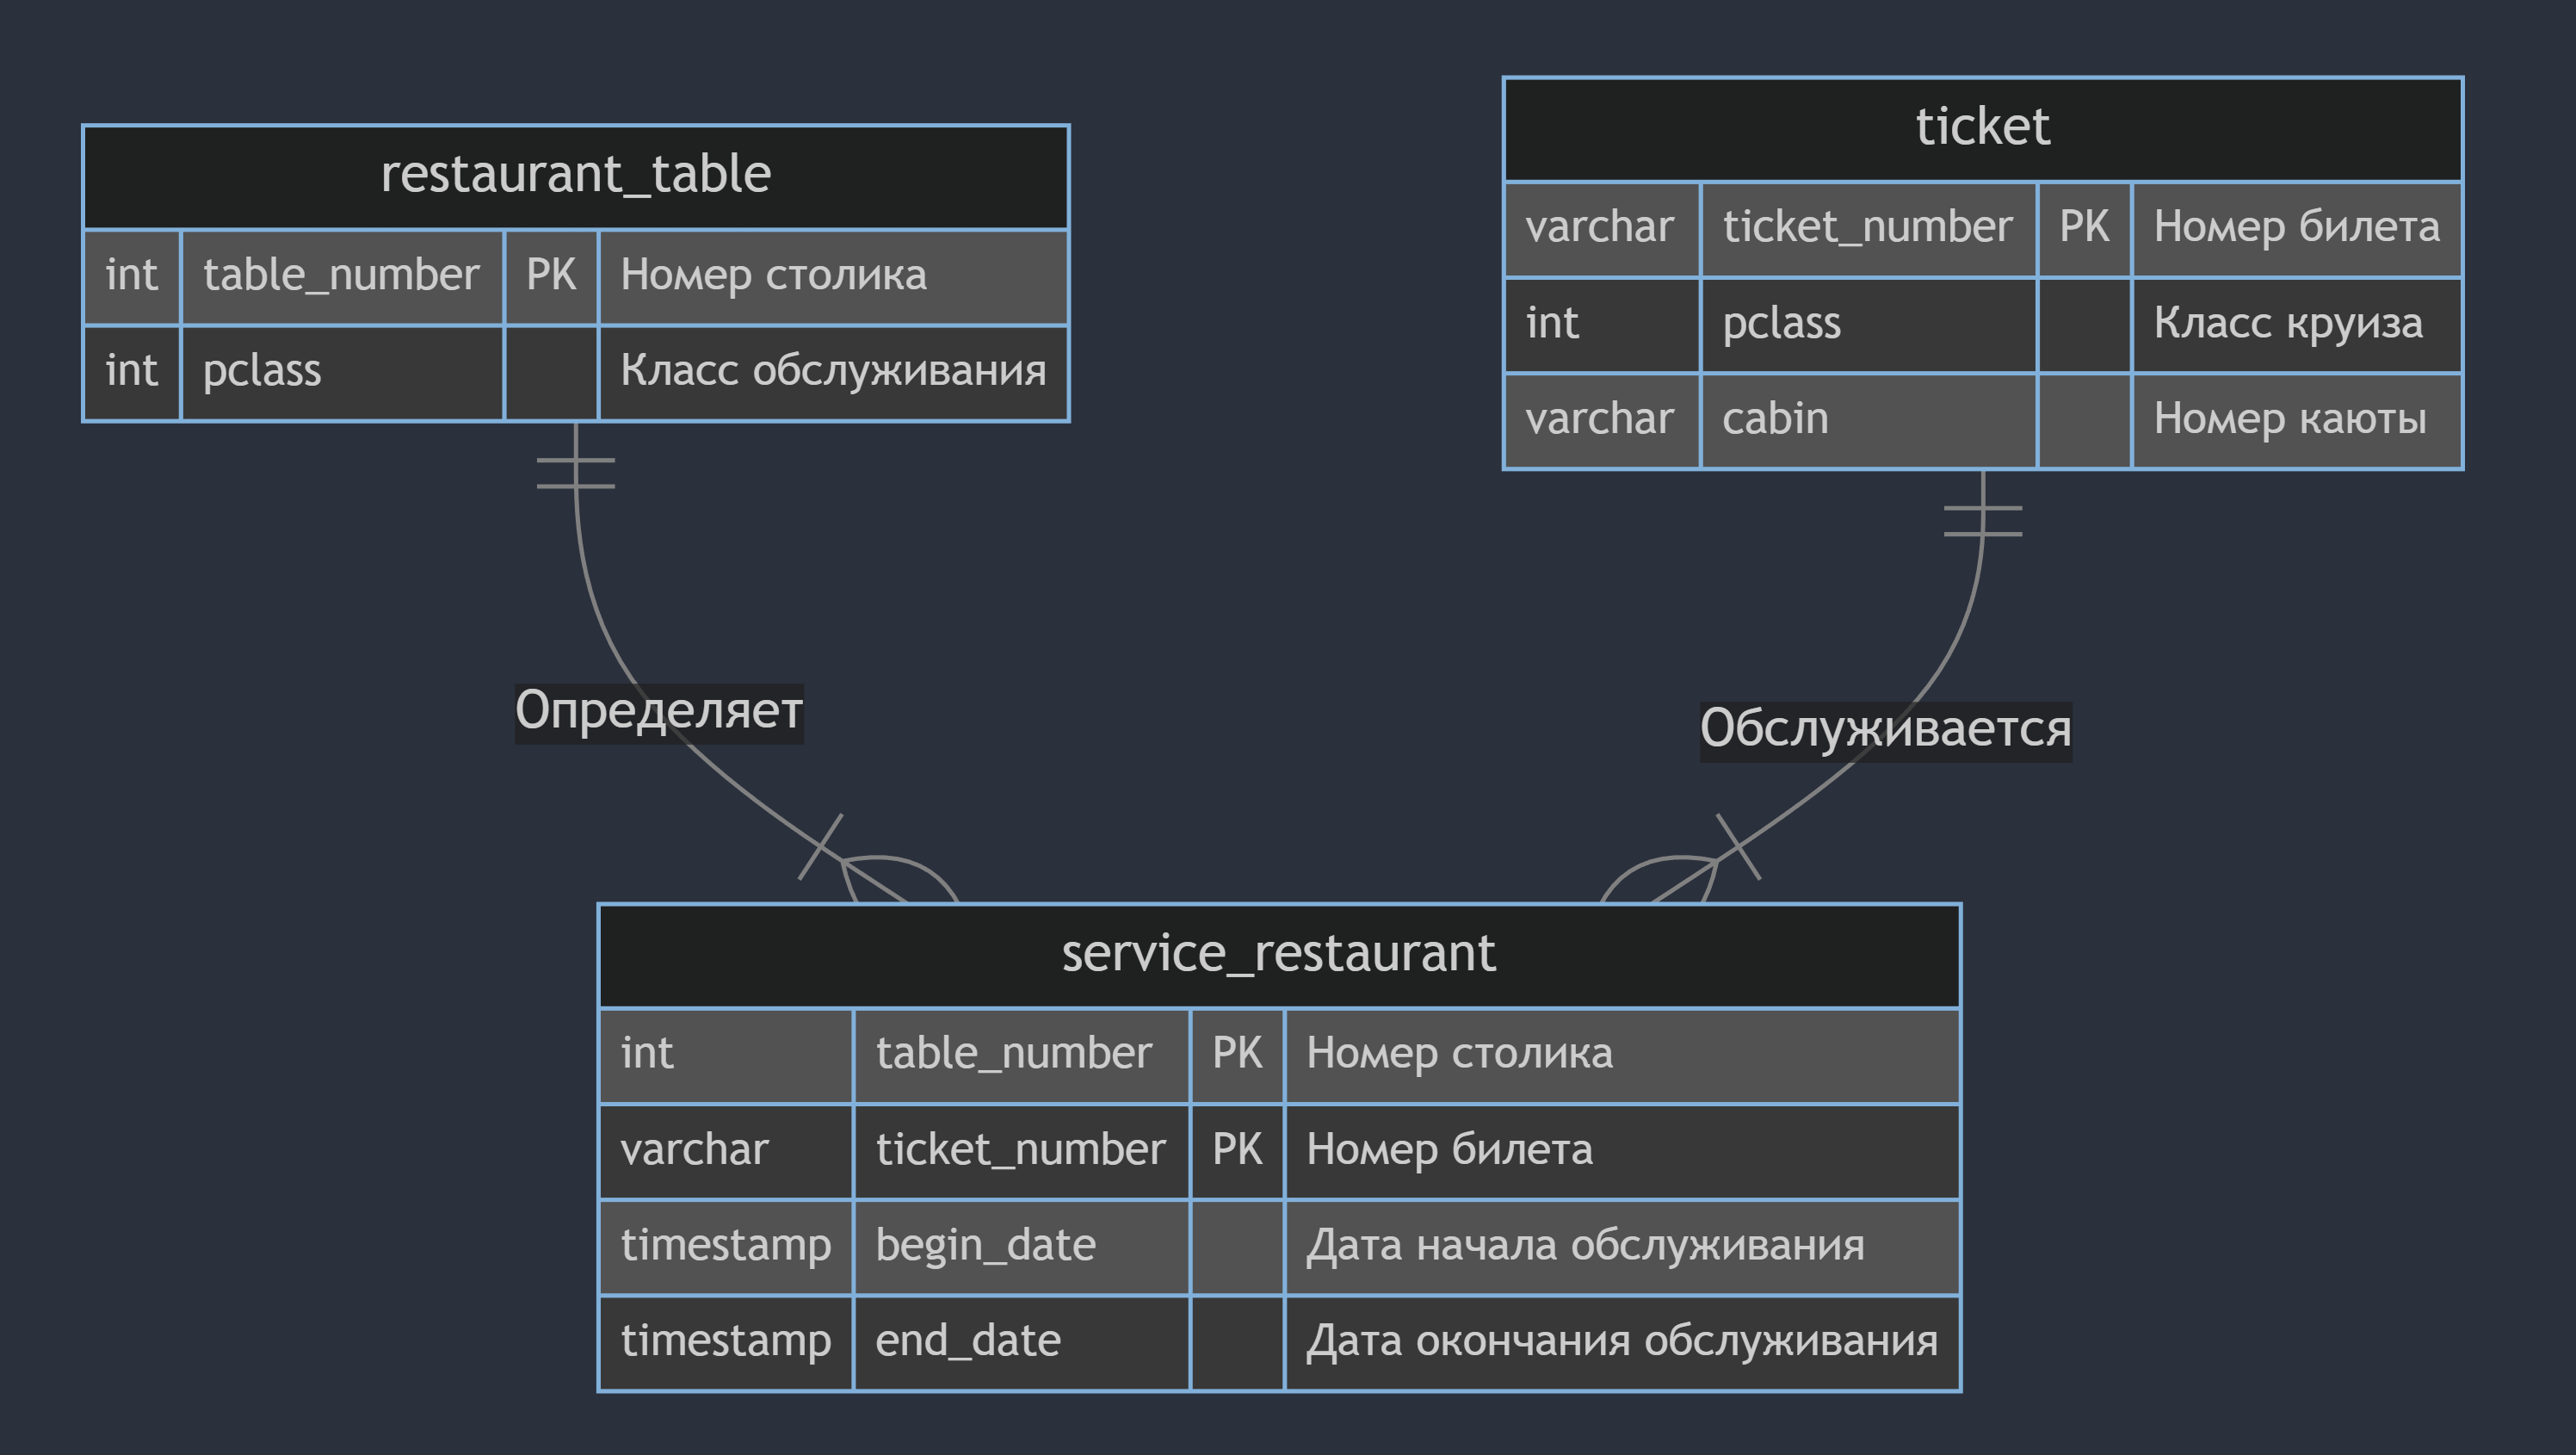 restaurant_table
int table_number PK Номер столика
int pclass Класс обслуживания
ticket
varchar ticket_number PK Номер билета
int pclass Класс круиза
varchar cabin Номер каюты
Определяет
Обслуживается
service_restaurant
int table_number PK Номер столика
varchar ticket_number PK Номер билета
timestamp begin_date Дата начала обслуживания
timestamp end_date Дата окончания обслуживания